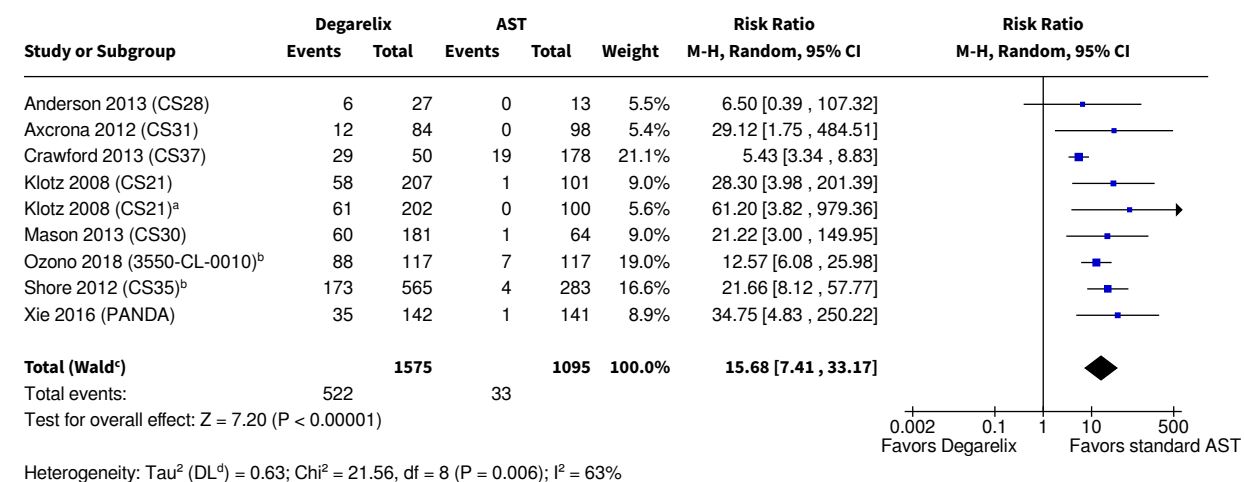 Degarelix AST Risk Ratio Risk Ratio
Study or Subgroup Events Total Events Total Weight M-H, Random, 95% CI M-H, Random, 95% CI
Anderson 2013 (CS28) 6 27 0 13 5.5% 6.50 [0.39 , 107.32]
Axcrona 2012 (CS31) 12 84 0 98 5.4% 29.12 [1.75 , 484.51]
Crawford 2013 (CS37) 29 50 19 178 21.1% 5.43 [3.34 , 8.83]
Klotz 2008 (CS21) 58 207 1 101 9.0% 28.30 [3.98 , 201.39]
Klotz 2008 (CS21)ᵃ 61 202 0 100 5.6% 61.20 [3.82 , 979.36]
Mason 2013 (CS30) 60 181 1 64 9.0% 21.22 [3.00 , 149.95]
Ozono 2018 (3550-CL-0010)ᵇ 88 117 7 117 19.0% 12.57 [6.08 , 25.98]
Shore 2012 (CS35)ᵇ 173 565 4 283 16.6% 21.66 [8.12 , 57.77]
Xie 2016 (PANDA) 35 142 1 141 8.9% 34.75 [4.83 , 250.22]
Total (Waldᶜ) 1575 1095 100.0% 15.68 [7.41 , 33.17]
Total events: 522 33
Test for overall effect: Z = 7.20 (P < 0.00001)
0.002 0.1 1 10 500
Favors Degarelix Favors standard AST
Heterogeneity: Tau² (DLᵈ) = 0.63; Chi² = 21.56, df = 8 (P = 0.006); I² = 63%